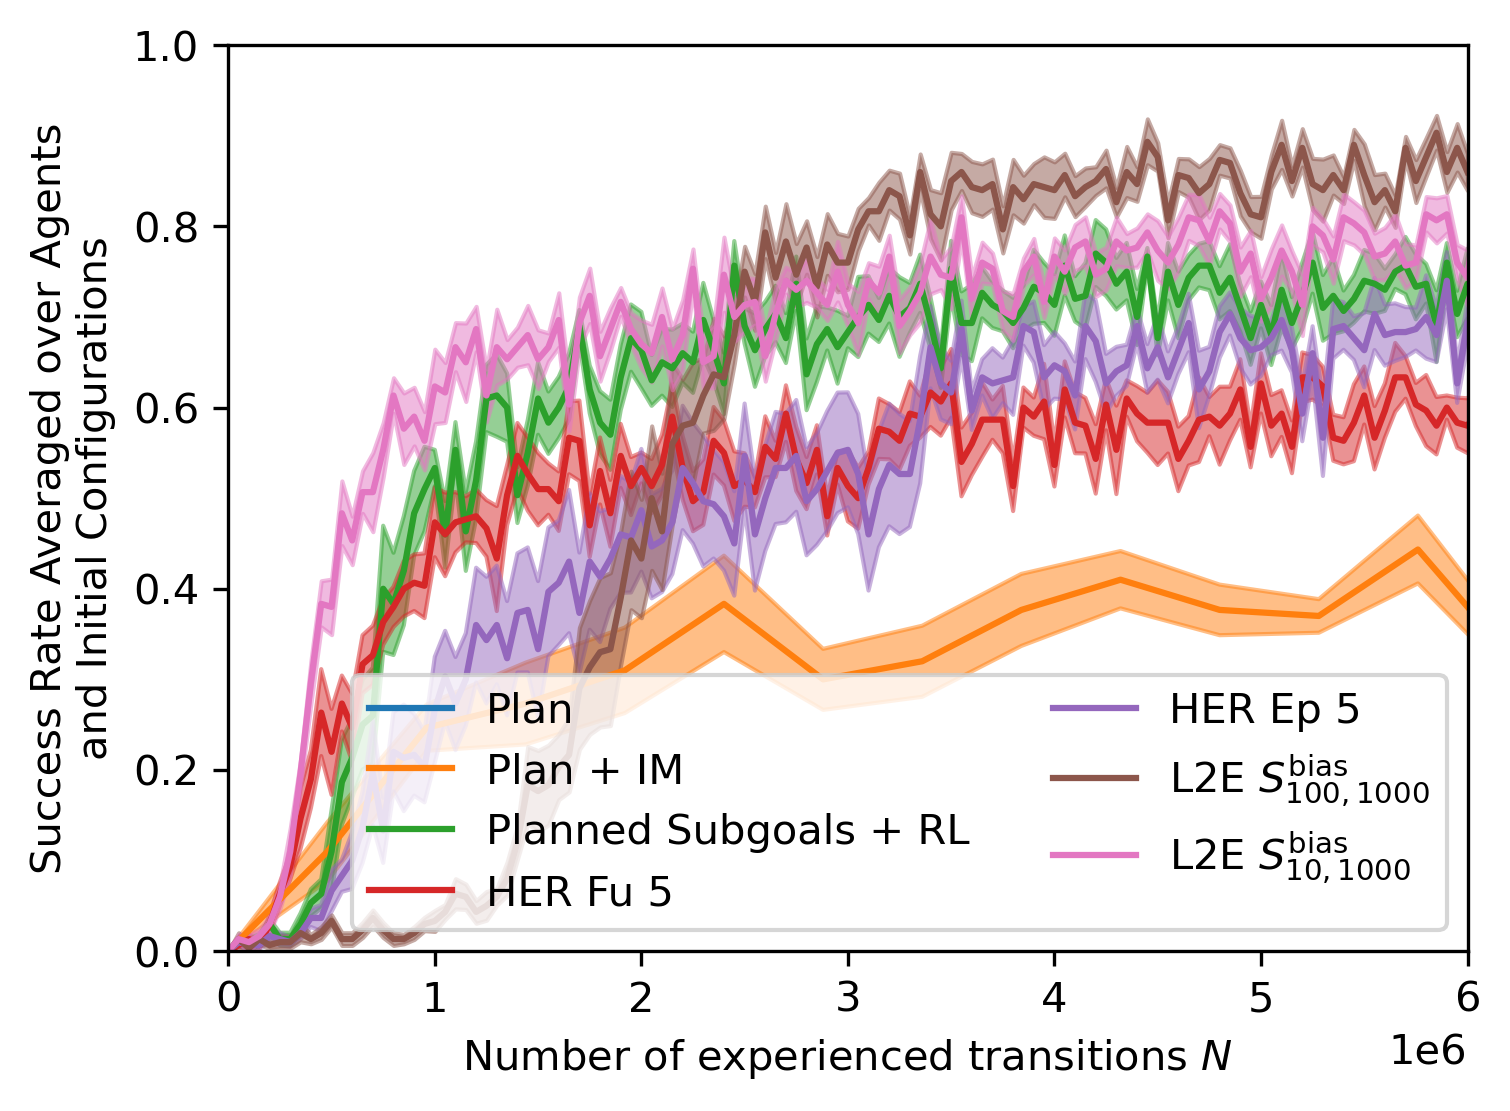 Success Rate Averaged over Agents
and Initial Configurations
1.0
0.8
0.6
0.4
0.2
0.0
Plan
Plan + IM
Planned Subgoals + RL
HER Fu 5
HER Ep 5
L2E S^bias_100,1000
L2E S^bias_10,1000
0 1 2 3 4 5 6
1e6
Number of experienced transitions N